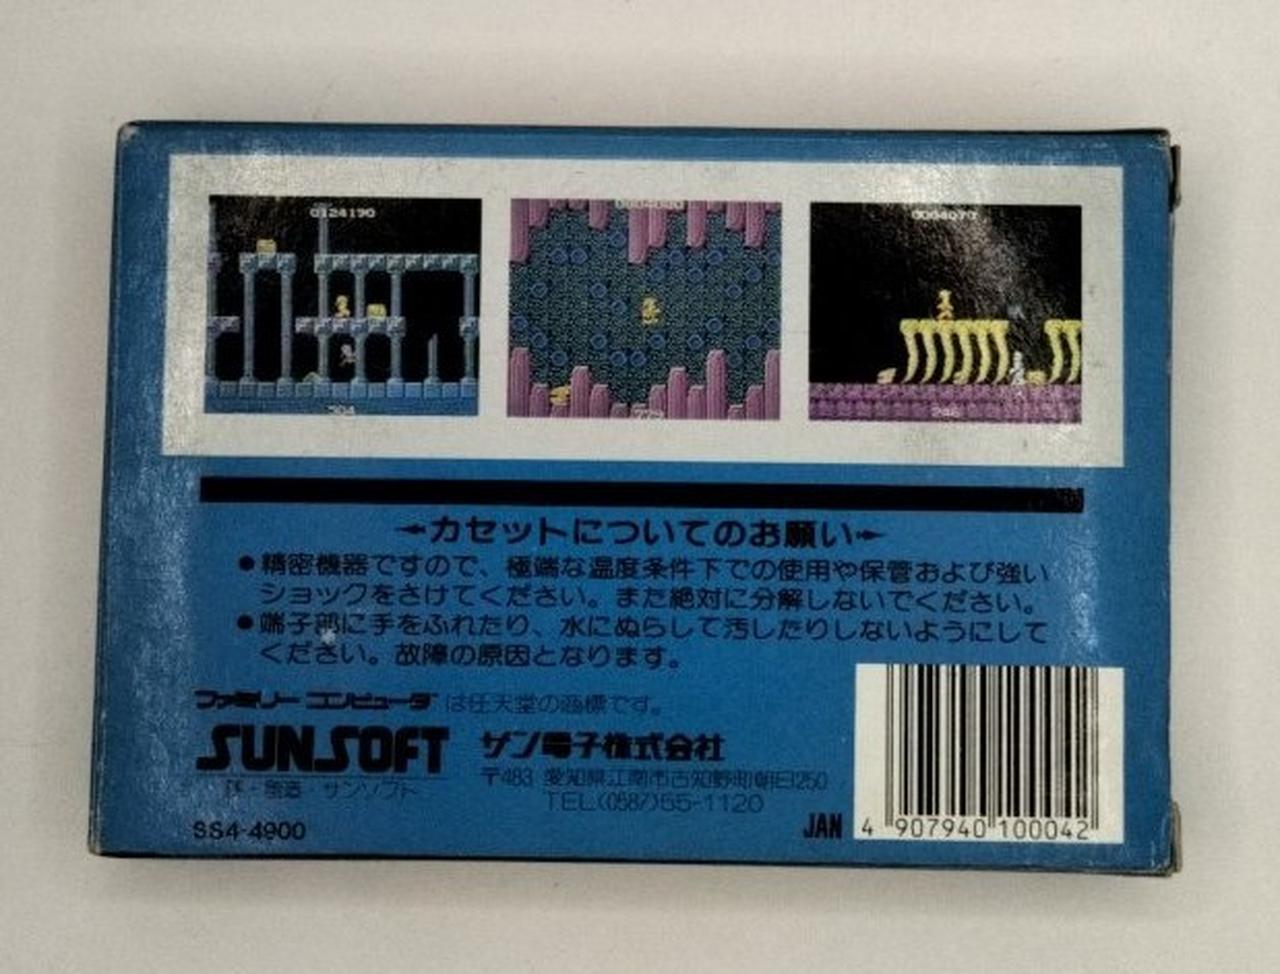 0124190
304
779
246
カセットについてのお願い
●精密機器ですので、極端な温度条件下での使用や保管および強い
ショックをさけてください。また絶対に分解しないでください。
●端子部に手をふれたり、水にぬらして汚したりしないようにして
ください。故障の原因となります。
ファミリーコンピュータは任天堂の商標です。
SUNSOFT
サンソフト
サン電子株式会社
〒483 愛知県江南市古知野町朝日250
TEL(0587)55-1120
SS4-4900
JAN
4 907940 100042